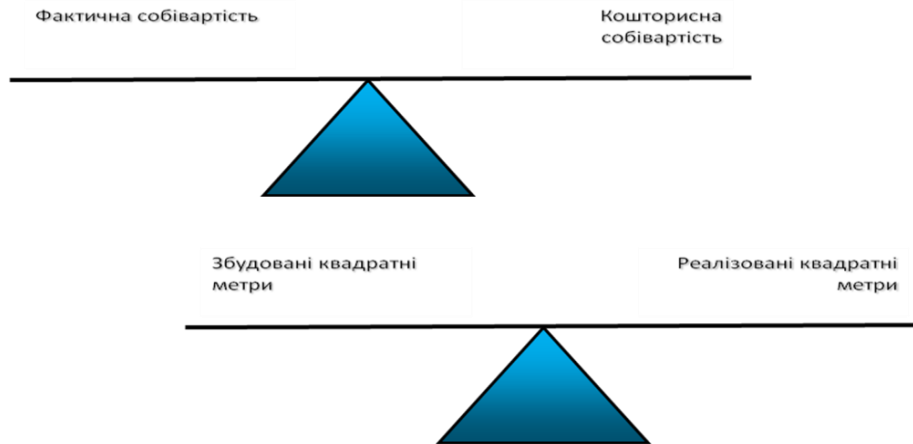 Фактична собівартість
Кошторисна
собівартість
Збудовані квадратні
метри
Реалізовані квадратні
метри